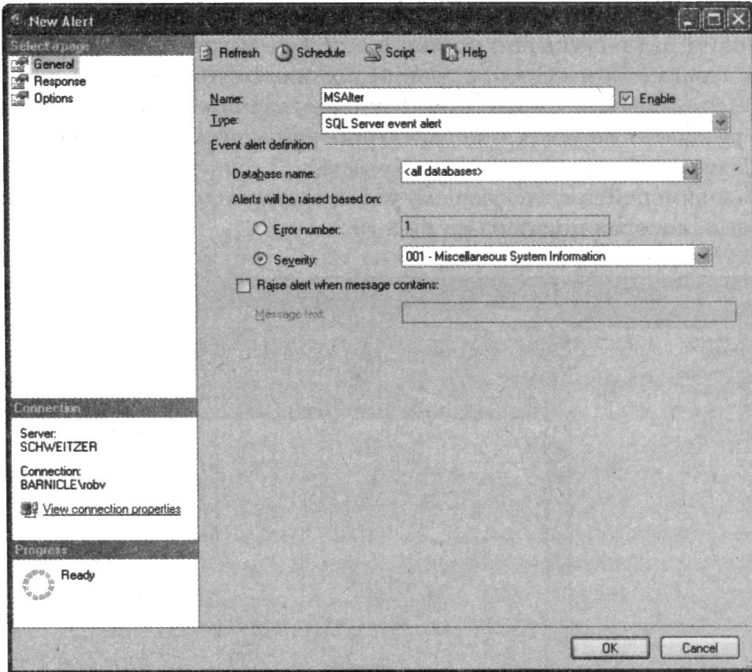 New Alert
Select a page
General
Response
Options
Refresh Schedule Script Help
Name: MSAlter Enable
Type: SQL Server event alert
Event alert definition
Database name: <all databases>
Alerts will be raised based on:
Error number: 1
Severity: 001 - Miscellaneous System Information
Raise alert when message contains:
Message text:
Connection
Server:
SCHWEITZER
Connection:
BARNICLE\robv
View connection properties
Progress
Ready
OK Cancel